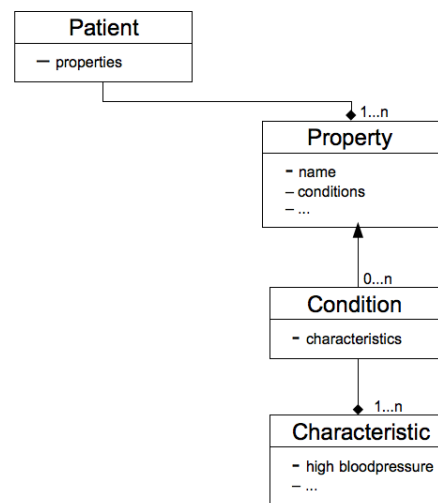 Patient
– properties
1...n
Property
- name
– conditions
– ...
0...n
Condition
- characteristics
1...n
Characteristic
- high bloodpressure
– ...